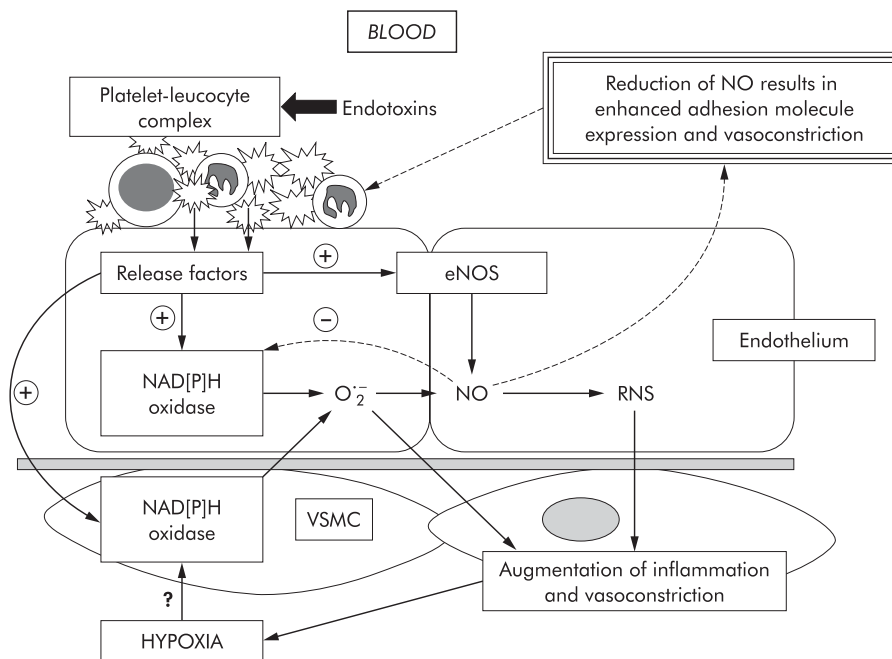 BLOOD
Platelet-leucocyte
complex
Endotoxins
Reduction of NO results in
enhanced adhesion molecule
expression and vasoconstriction
Release factors
+
eNOS
+
−
Endothelium
NAD[P]H
oxidase
+
O₂˙⁻
NO
RNS
NAD[P]H
oxidase
VSMC
Augmentation of inflammation
and vasoconstriction
?
HYPOXIA